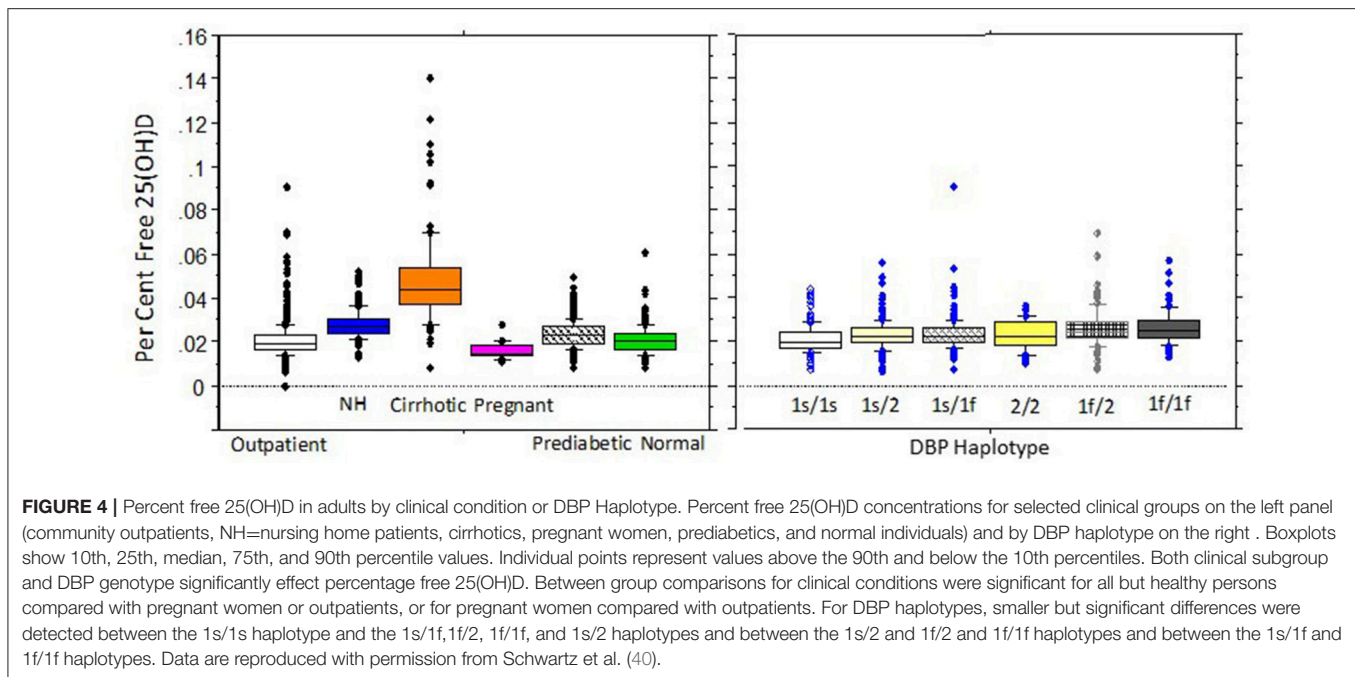 .16
.14
.12
.1
.08
.06
.04
.02
0
Per Cent Free 25(OH)D
NH Cirrhotic Pregnant
Outpatient Prediabetic Normal
1s/1s 1s/2 1s/1f 2/2 1f/2 1f/1f
DBP Haplotype
FIGURE 4 | Percent free 25(OH)D in adults by clinical condition or DBP Haplotype. Percent free 25(OH)D concentrations for selected clinical groups on the left panel
(community outpatients, NH=nursing home patients, cirrhotics, pregnant women, prediabetics, and normal individuals) and by DBP haplotype on the right . Boxplots
show 10th, 25th, median, 75th, and 90th percentile values. Individual points represent values above the 90th and below the 10th percentiles. Both clinical subgroup
and DBP genotype significantly effect percentage free 25(OH)D. Between group comparisons for clinical conditions were significant for all but healthy persons
compared with pregnant women or outpatients, or for pregnant women compared with outpatients. For DBP haplotypes, smaller but significant differences were
detected between the 1s/1s haplotype and the 1s/1f,1f/2, 1f/1f, and 1s/2 haplotypes and between the 1s/2 and 1f/2 and 1f/1f haplotypes and between the 1s/1f and
1f/1f haplotypes. Data are reproduced with permission from Schwartz et al. (40).